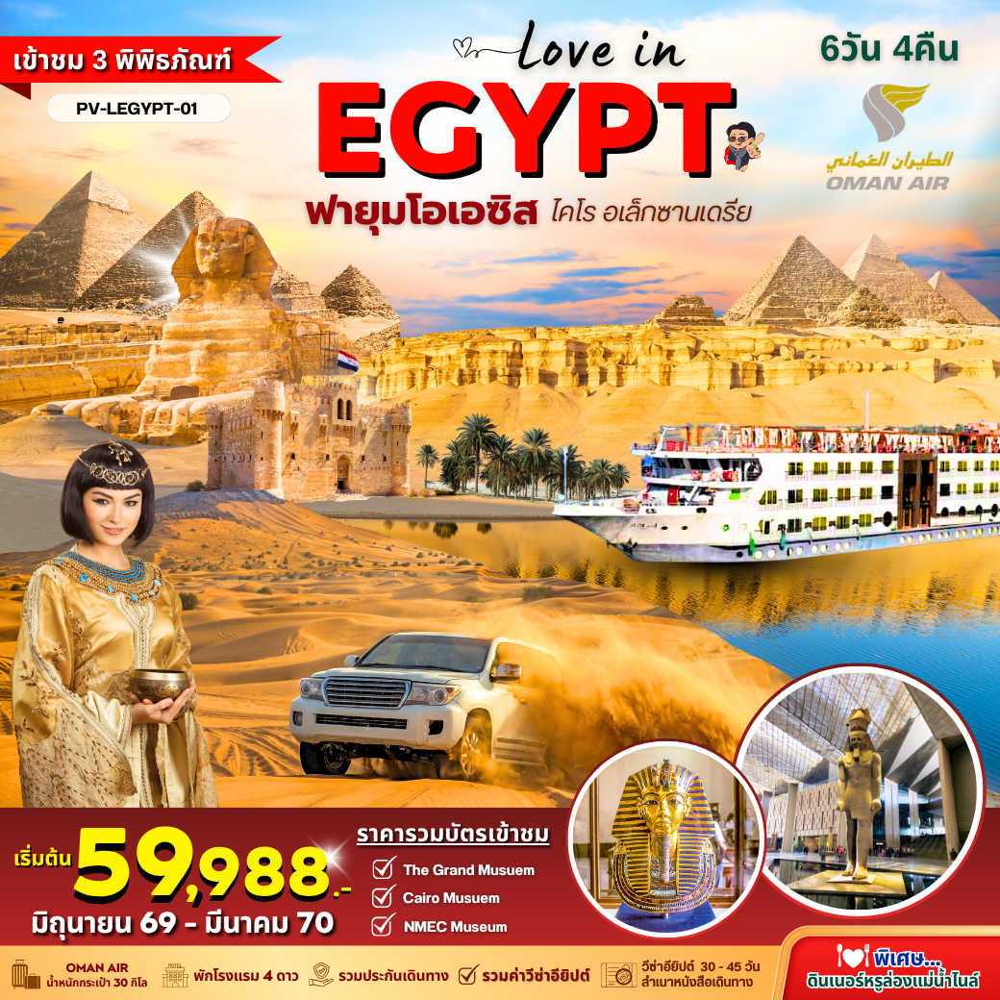 เข้าชม 3 พิพิธภัณฑ์
PV-LEGYPT-01
Love in
EGYPT
ฟายุมโอเอซิส ไคโร อเล็กซานเดรีย
6วัน 4คืน
الطيران العُماني
OMAN AIR
เริ่มต้น 59,988.-
มิถุนายน 69 - มีนาคม 70
ราคารวมบัตรเข้าชม
The Grand Musuem
Cairo Musuem
NMEC Museum
OMAN AIR
น้ำหนักกระเป๋า 30 กิโล
HOTEL
พักโรงแรม 4 ดาว
รวมประกันเดินทาง
รวมค่าวีซ่าอียิปต์
วีซ่าอียิปต์ 30 - 45 วัน
สำเนาหนังสือเดินทาง
พิเศษ...
ดินเนอร์หรูล่องแม่น้ำไนล์